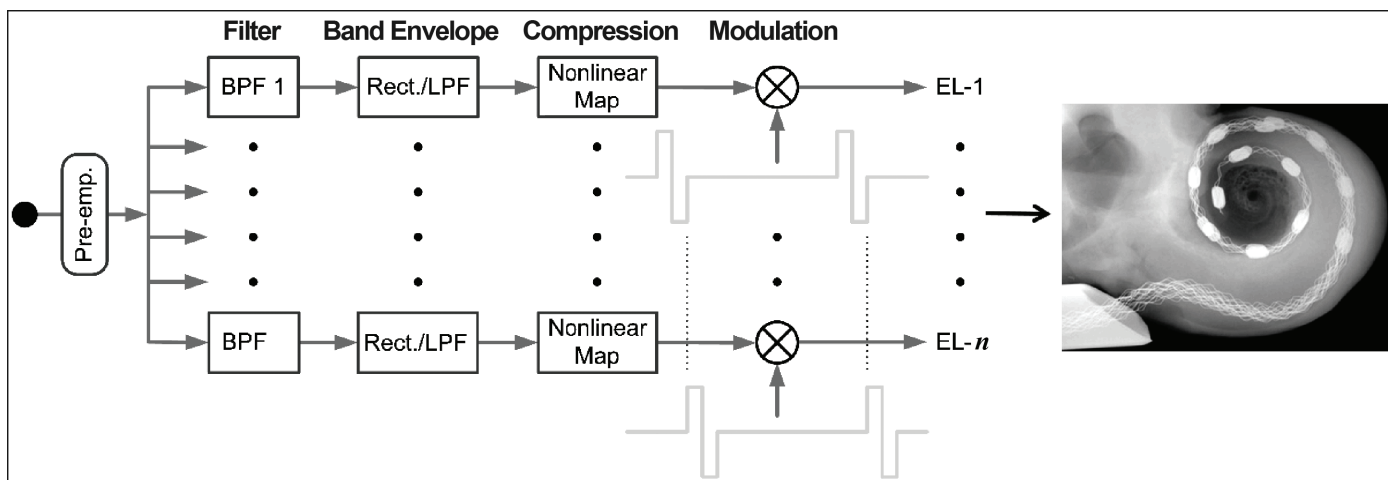 Filter
Band Envelope
Compression
Modulation
BPF 1
Rect./LPF
Nonlinear
Map
EL-1
Pre-emp.
BPF
Rect./LPF
Nonlinear
Map
EL-n